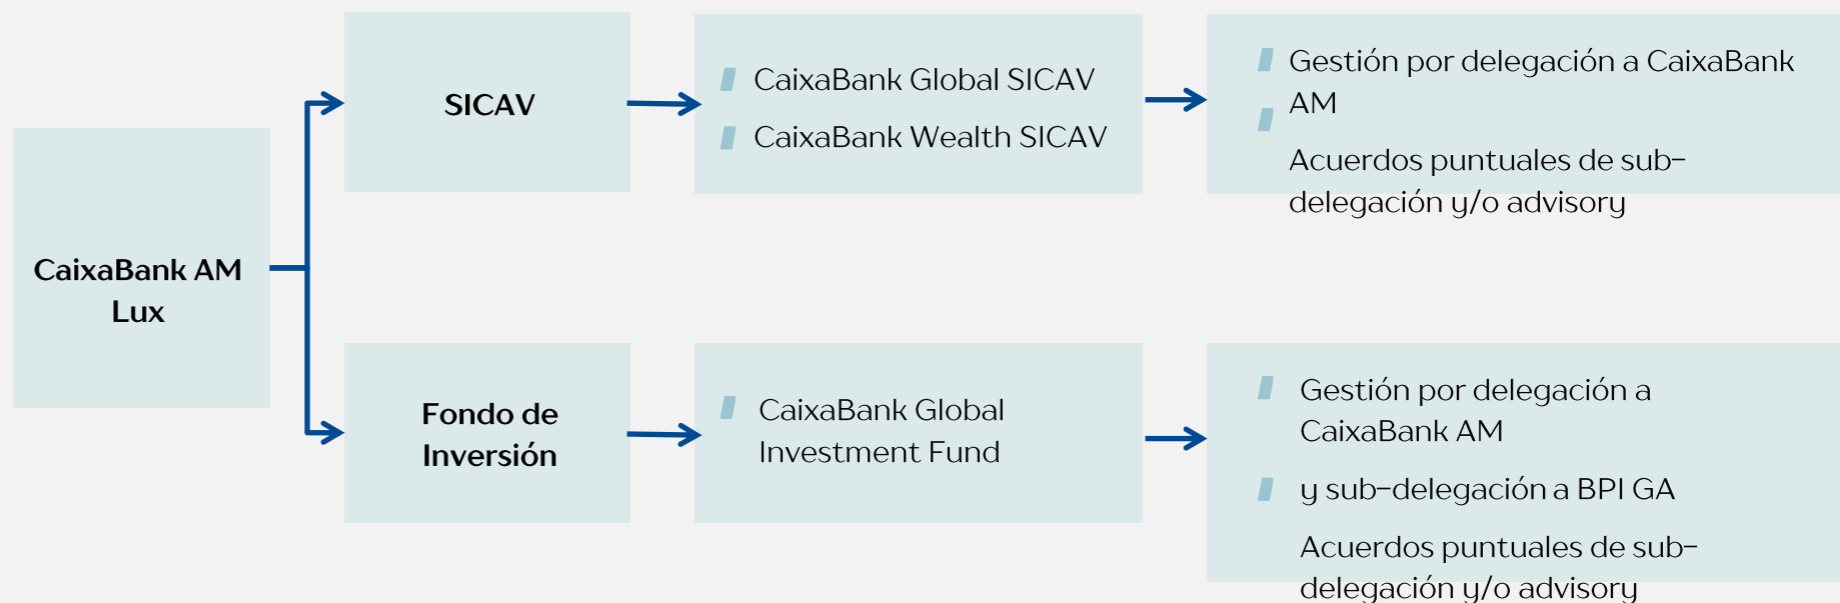 CaixaBank AM
Lux
SICAV
CaixaBank Global SICAV
CaixaBank Wealth SICAV
Gestión por delegación a CaixaBank
AM
Acuerdos puntuales de sub-
delegación y/o advisory
Fondo de
Inversión
CaixaBank Global
Investment Fund
Gestión por delegación a
CaixaBank AM
y sub-delegación a BPI GA
Acuerdos puntuales de sub-
delegación y/o advisory